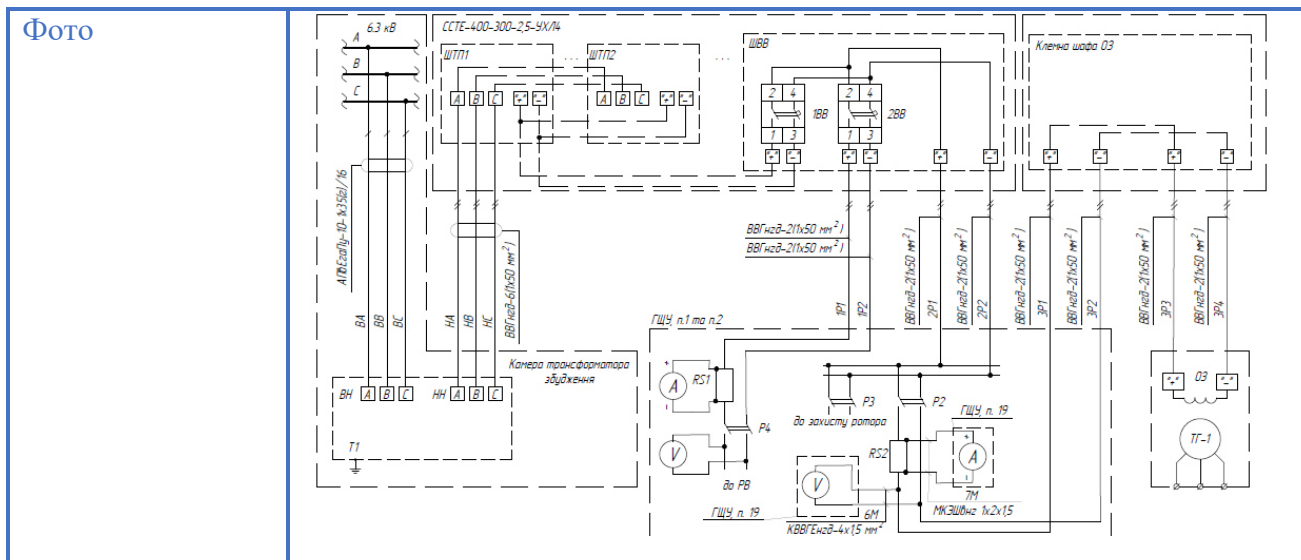 Фото
6.3 кВ
A
B
C
ССТЕ-400-300-2,5-УХЛ4
ШТП1
ШТП2
ШВВ
Клемна шафа ОЗ
A B C "+" "-"
A B C "+" "-"
2 4
1 3
1ВВ
2 4
1 3
2ВВ
"+" "-" "+" "-" "+" "-"
"+" "-" "+" "-"
ВВГнгд-2(1х50 мм²)
ВВГнгд-2(1х50 мм²)
ВВГнгд-6(1х50 мм²)
ВА
ВВ
ВС
НА
НВ
НС
1Р1
1Р2
ВВГнгд-2(1х50 мм²)
2Р1
ВВГнгд-2(1х50 мм²)
2Р2
ВВГнгд-2(1х50 мм²)
3Р1
ВВГнгд-2(1х50 мм²)
3Р2
ВВГнгд-2(1х50 мм²)
3Р3
ВВГнгд-2(1х50 мм²)
3Р4
Камера трансформатора
збудження
ВН A B C
НН A B C
Т1
ГЩУ, п.1 та п.2
A
+
-
RS1
V
Р4
до РВ
Р3
Р2
до захисту ротора
ГЩУ, п. 19
RS2
+
A
-
V
7М
6М
МКЭШвнг 1х2х1,5
ГЩУ, п. 19
КВВГЕнгд-4х1,5 мм²
ОЗ
"+" "-"
ТГ-1